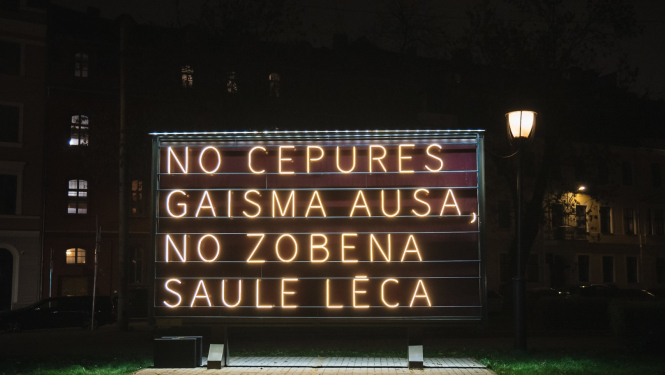 NO CEPURES
GAISMA AUSA,
NO ZOBENA
SAULE LĒCA